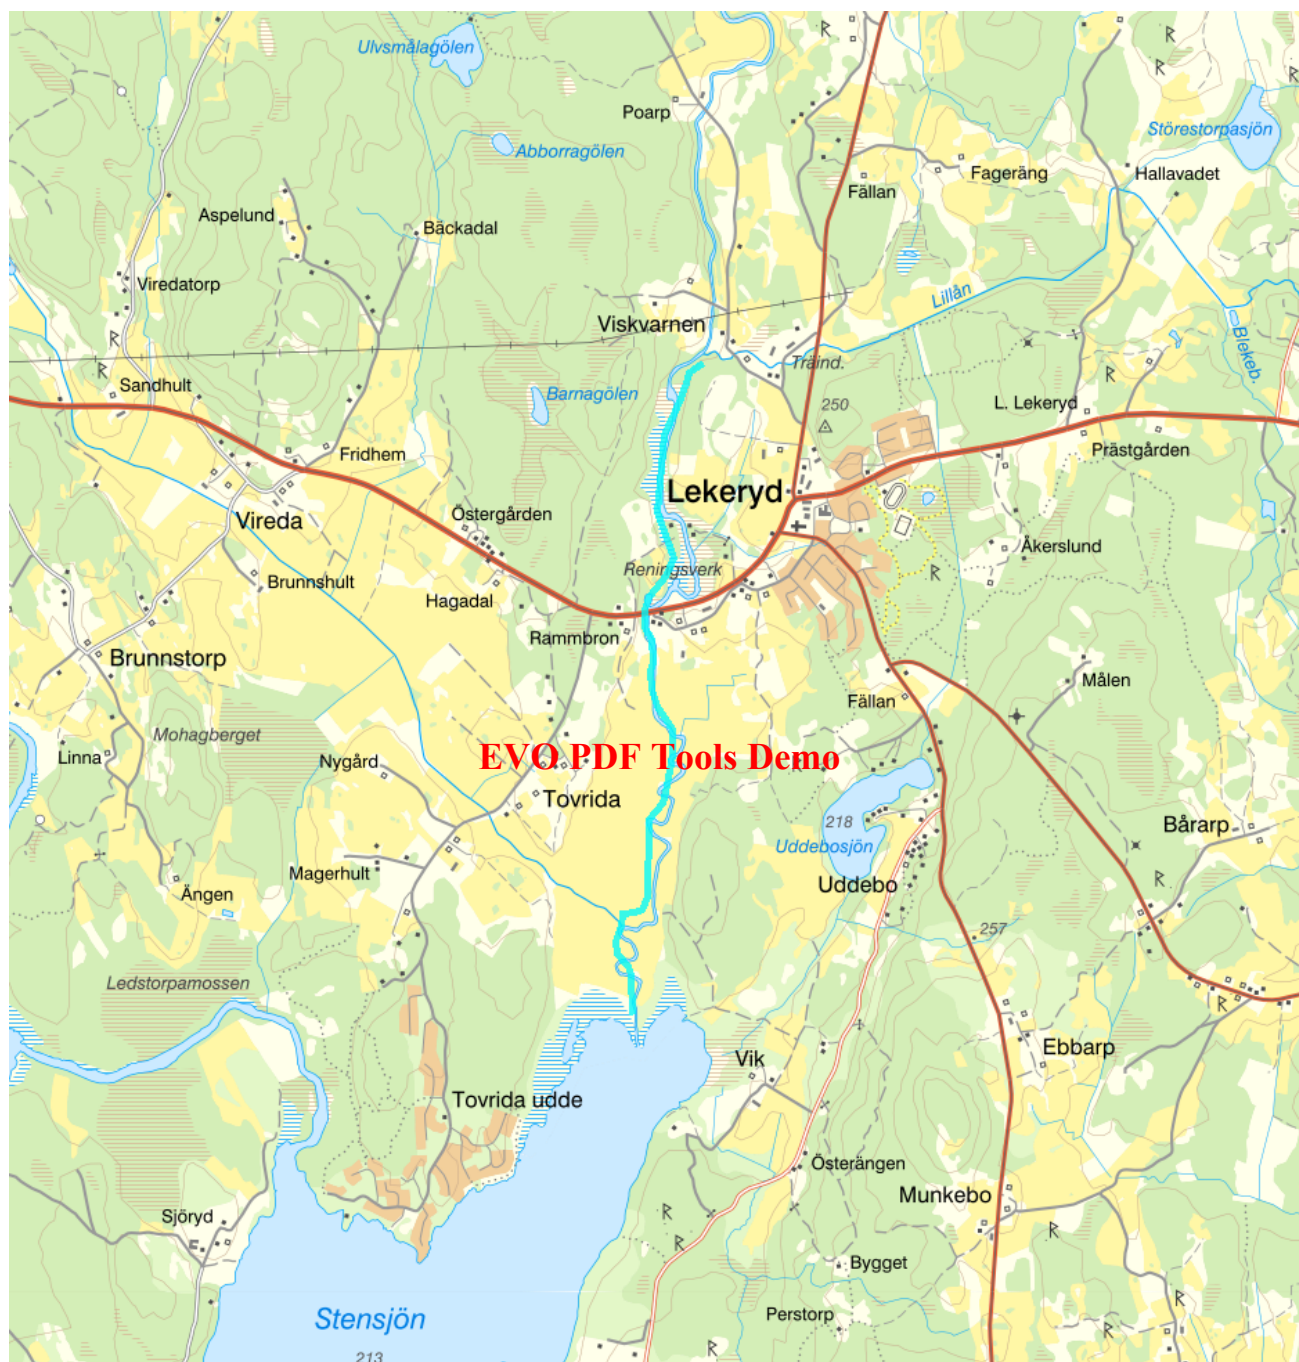 Ulvsmålagölen
Poarp
Störestorpasjön
Abborragölen
Fageräng
Hallavadet
Fällan
Aspelund
Bäckadal
Viredatorp
Lillån
Viskvarnen
Blekeb.
Träind.
Sandhult
Barnagölen
250
L. Lekeryd
Fridhem
Prästgården
Lekeryd
Vireda
Östergården
Åkerslund
Reningsverk
Brunnshult
Hagadal
Rammbron
Brunnstorp
Målen
Fällan
Mohagberget
Linna
Nygård
EVO PDF Tools Demo
Tovrida
218
Uddebosjön
Bårarp
Magerhult
Uddebo
Ängen
257
Ledstorpamossen
Ebbarp
Vik
Tovrida udde
Österängen
Munkebo
Sjöryd
Bygget
Perstorp
Stensjön
213